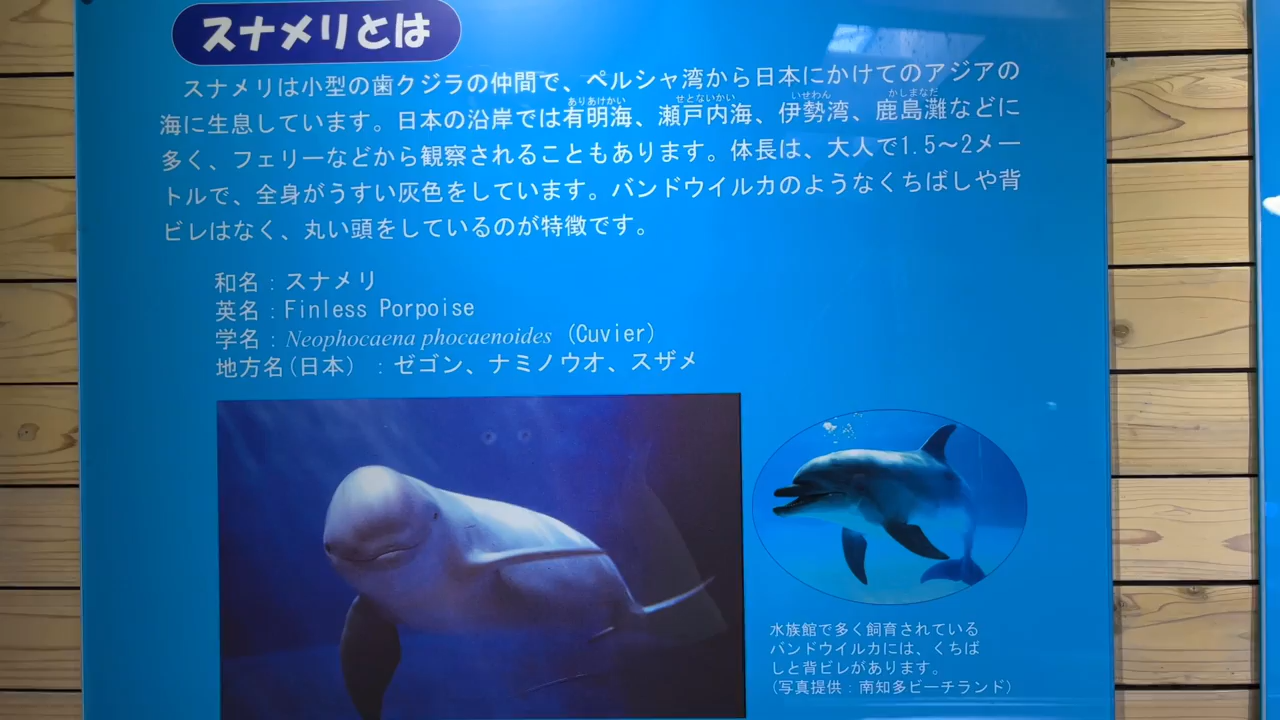 スナメリとは
スナメリは小型の歯クジラの仲間で、ペルシャ湾から日本にかけてのアジアの
ありあけかい せとないかい いせわん かしまなだ
海に生息しています。日本の沿岸では有明海、瀬戸内海、伊勢湾、鹿島灘などに
多く、フェリーなどから観察されることもあります。体長は、大人で1.5〜2メー
トルで、全身がうすい灰色をしています。バンドウイルカのようなくちばしや背
ビレはなく、丸い頭をしているのが特徴です。
和名：スナメリ
英名：Finless Porpoise
学名：Neophocaena phocaenoides (Cuvier)
地方名(日本)：ゼゴン、ナミノウオ、スザメ
水族館で多く飼育されている
バンドウイルカには、くちば
しと背ビレがあります。
(写真提供：南知多ビーチランド)